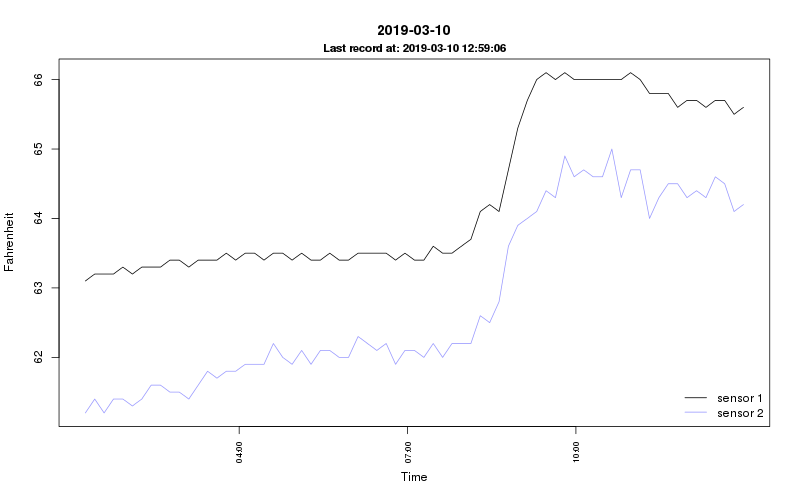 2019-03-10
Last record at: 2019-03-10 12:59:06
66
65
64
63
62
Fahrenheit
sensor 1
sensor 2
04:00
07:00
10:00
Time